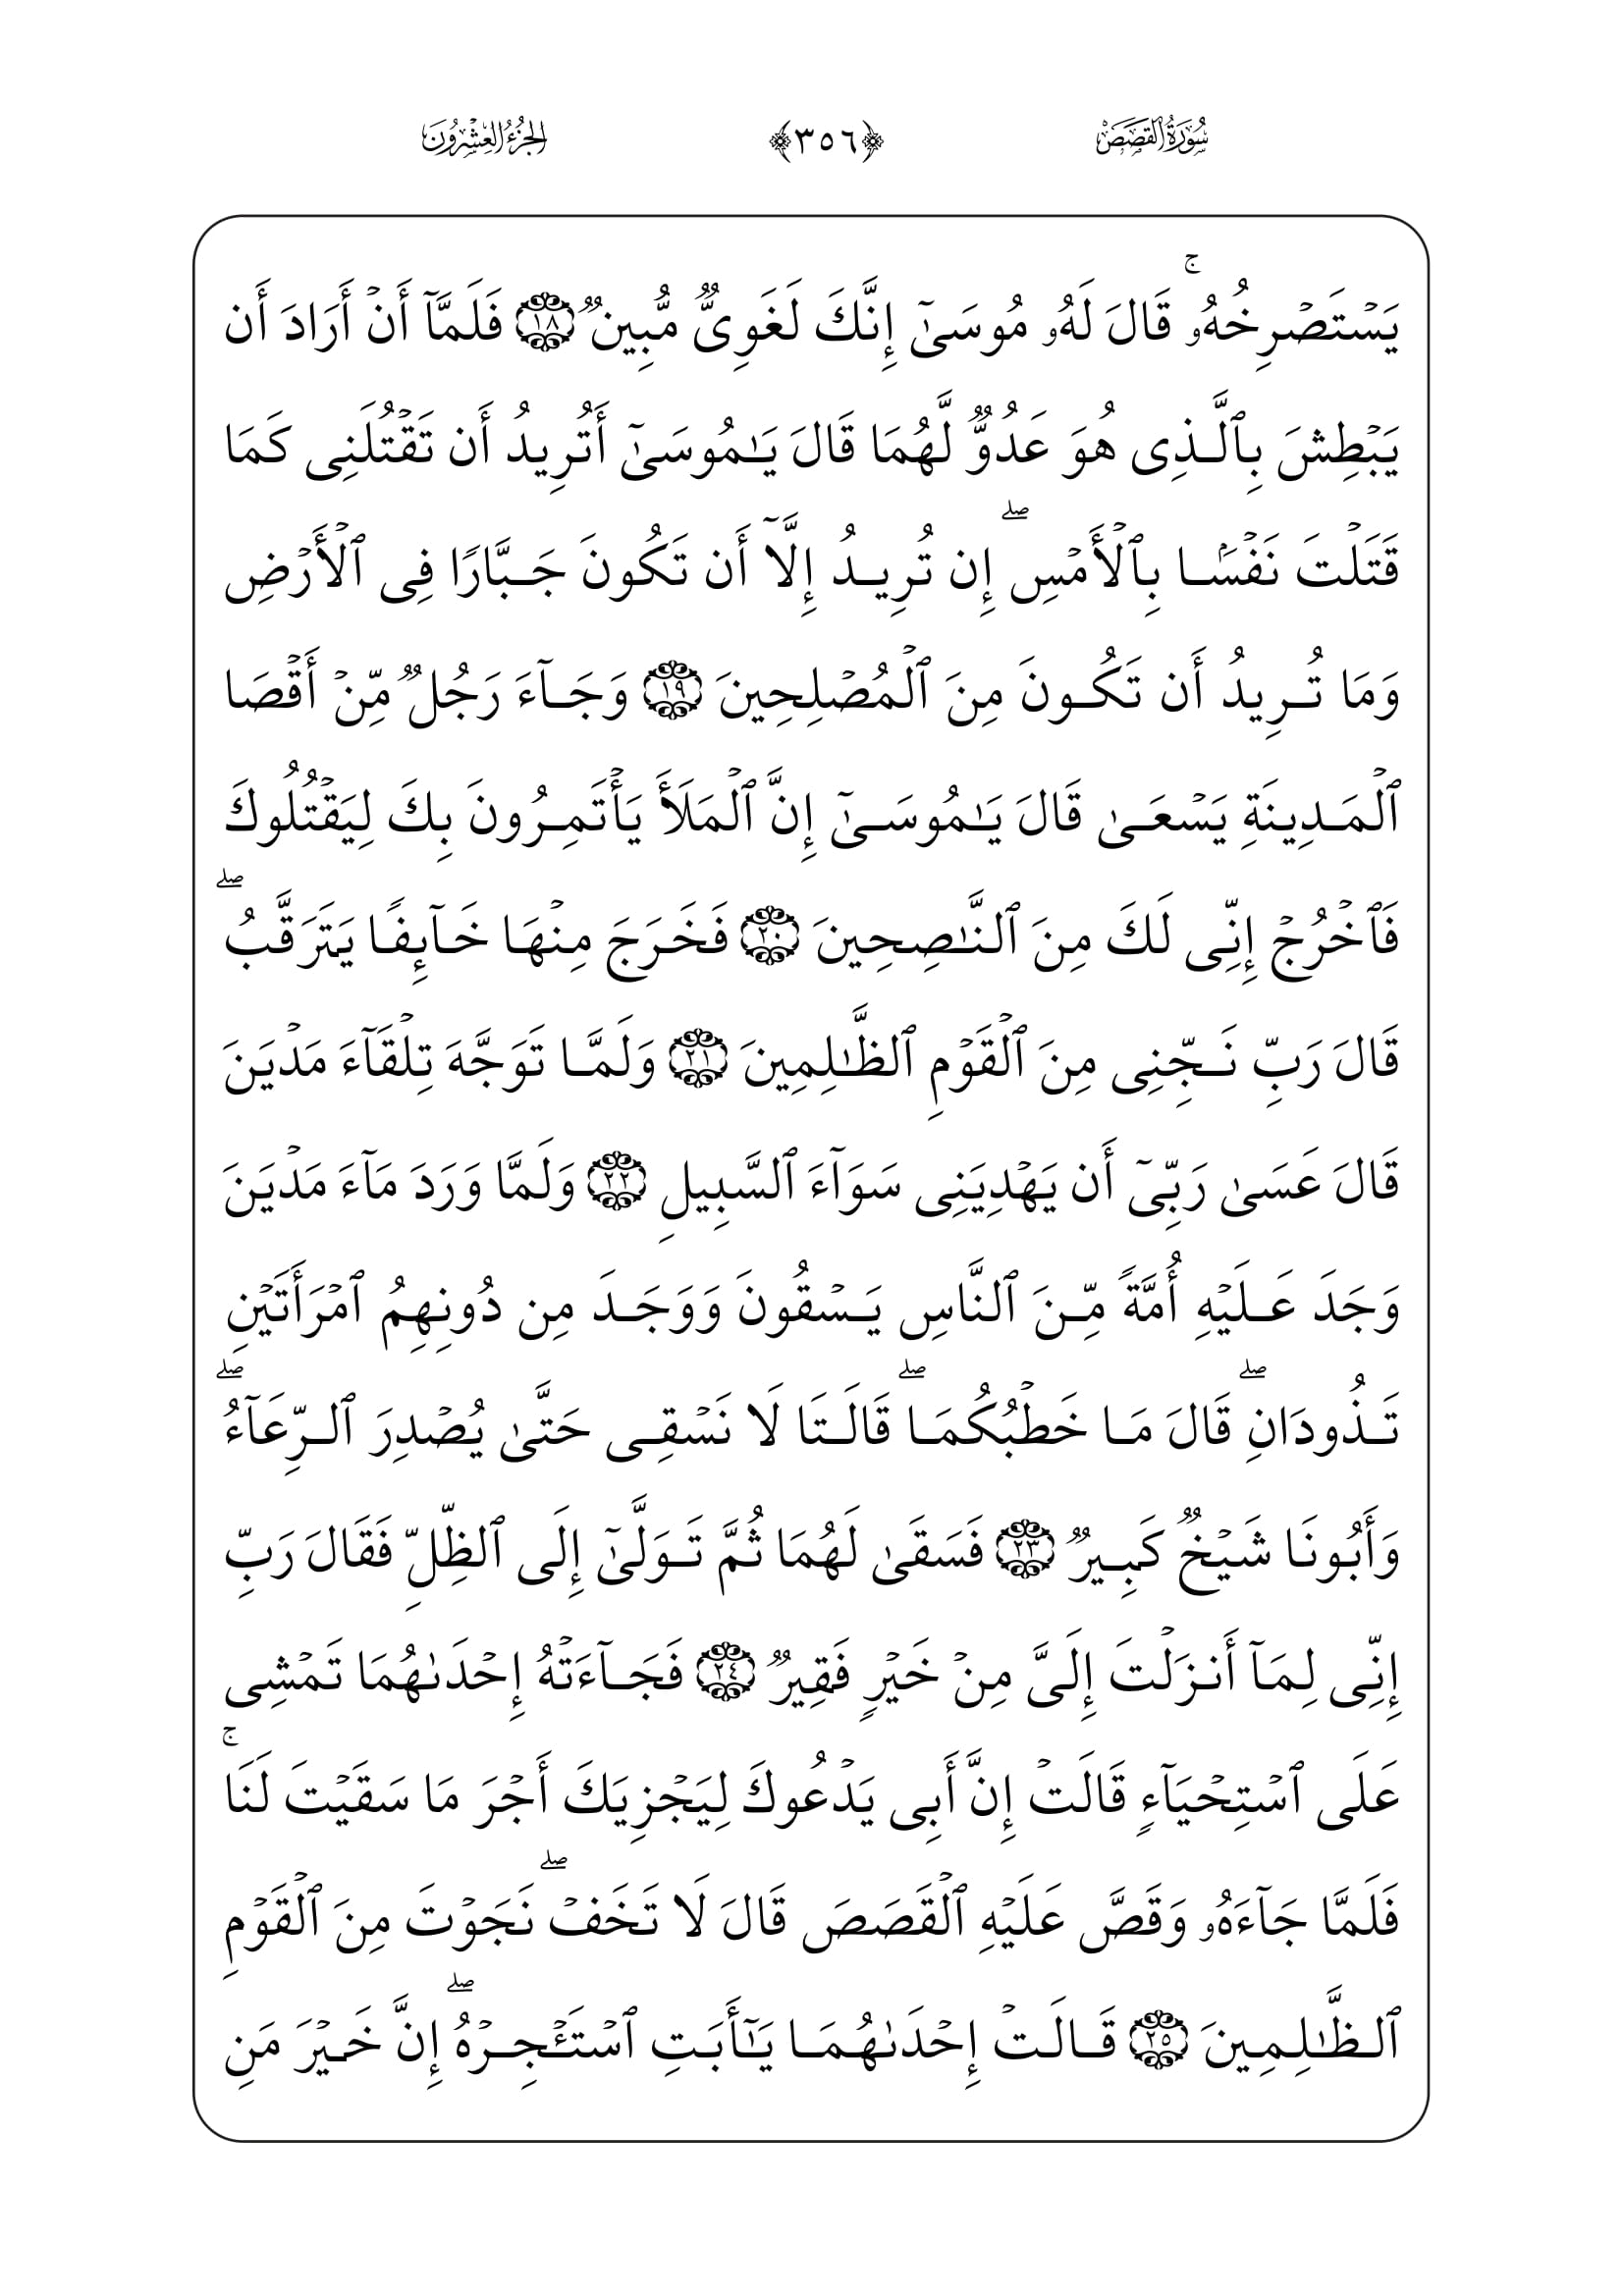 سُورَةُ القَصَصِ ﴿٣٥٦﴾ الجُزْءُ العِشْرُونَ
يَسْتَصْرِخُهُۥۚ قَالَ لَهُۥ مُوسَىٰٓ إِنَّكَ لَغَوِىٌّ مُّبِينٌ ١٨ فَلَمَّآ أَنْ أَرَادَ أَن
يَبْطِشَ بِٱلَّذِى هُوَ عَدُوٌّ لَّهُمَا قَالَ يَـٰمُوسَىٰٓ أَتُرِيدُ أَن تَقْتُلَنِى كَمَا
قَتَلْتَ نَفْسًۢا بِٱلْأَمْسِۖ إِن تُرِيدُ إِلَّآ أَن تَكُونَ جَبَّارًا فِى ٱلْأَرْضِ
وَمَا تُرِيدُ أَن تَكُونَ مِنَ ٱلْمُصْلِحِينَ ١٩ وَجَآءَ رَجُلٌ مِّنْ أَقْصَا
ٱلْمَدِينَةِ يَسْعَىٰ قَالَ يَـٰمُوسَىٰٓ إِنَّ ٱلْمَلَأَ يَأْتَمِرُونَ بِكَ لِيَقْتُلُوكَ
فَٱخْرُجْ إِنِّى لَكَ مِنَ ٱلنَّـٰصِحِينَ ٢٠ فَخَرَجَ مِنْهَا خَآئِفًا يَتَرَقَّبُۖ
قَالَ رَبِّ نَجِّنِى مِنَ ٱلْقَوْمِ ٱلظَّـٰلِمِينَ ٢١ وَلَمَّا تَوَجَّهَ تِلْقَآءَ مَدْيَنَ
قَالَ عَسَىٰ رَبِّىٓ أَن يَهْدِيَنِى سَوَآءَ ٱلسَّبِيلِ ٢٢ وَلَمَّا وَرَدَ مَآءَ مَدْيَنَ
وَجَدَ عَلَيْهِ أُمَّةً مِّنَ ٱلنَّاسِ يَسْقُونَ وَوَجَدَ مِن دُونِهِمُ ٱمْرَأَتَيْنِ
تَذُودَانِۖ قَالَ مَا خَطْبُكُمَاۖ قَالَتَا لَا نَسْقِى حَتَّىٰ يُصْدِرَ ٱلرِّعَآءُۖ
وَأَبُونَا شَيْخٌ كَبِيرٌ ٢٣ فَسَقَىٰ لَهُمَا ثُمَّ تَوَلَّىٰٓ إِلَى ٱلظِّلِّ فَقَالَ رَبِّ
إِنِّى لِمَآ أَنزَلْتَ إِلَىَّ مِنْ خَيْرٍ فَقِيرٌ ٢٤ فَجَآءَتْهُ إِحْدَىٰهُمَا تَمْشِى
عَلَى ٱسْتِحْيَآءٍ قَالَتْ إِنَّ أَبِى يَدْعُوكَ لِيَجْزِيَكَ أَجْرَ مَا سَقَيْتَ لَنَاۚ
فَلَمَّا جَآءَهُۥ وَقَصَّ عَلَيْهِ ٱلْقَصَصَ قَالَ لَا تَخَفْۖ نَجَوْتَ مِنَ ٱلْقَوْمِ
ٱلظَّـٰلِمِينَ ٢٥ قَالَتْ إِحْدَىٰهُمَا يَـٰٓأَبَتِ ٱسْتَـْٔجِرْهُۖ إِنَّ خَيْرَ مَنِ